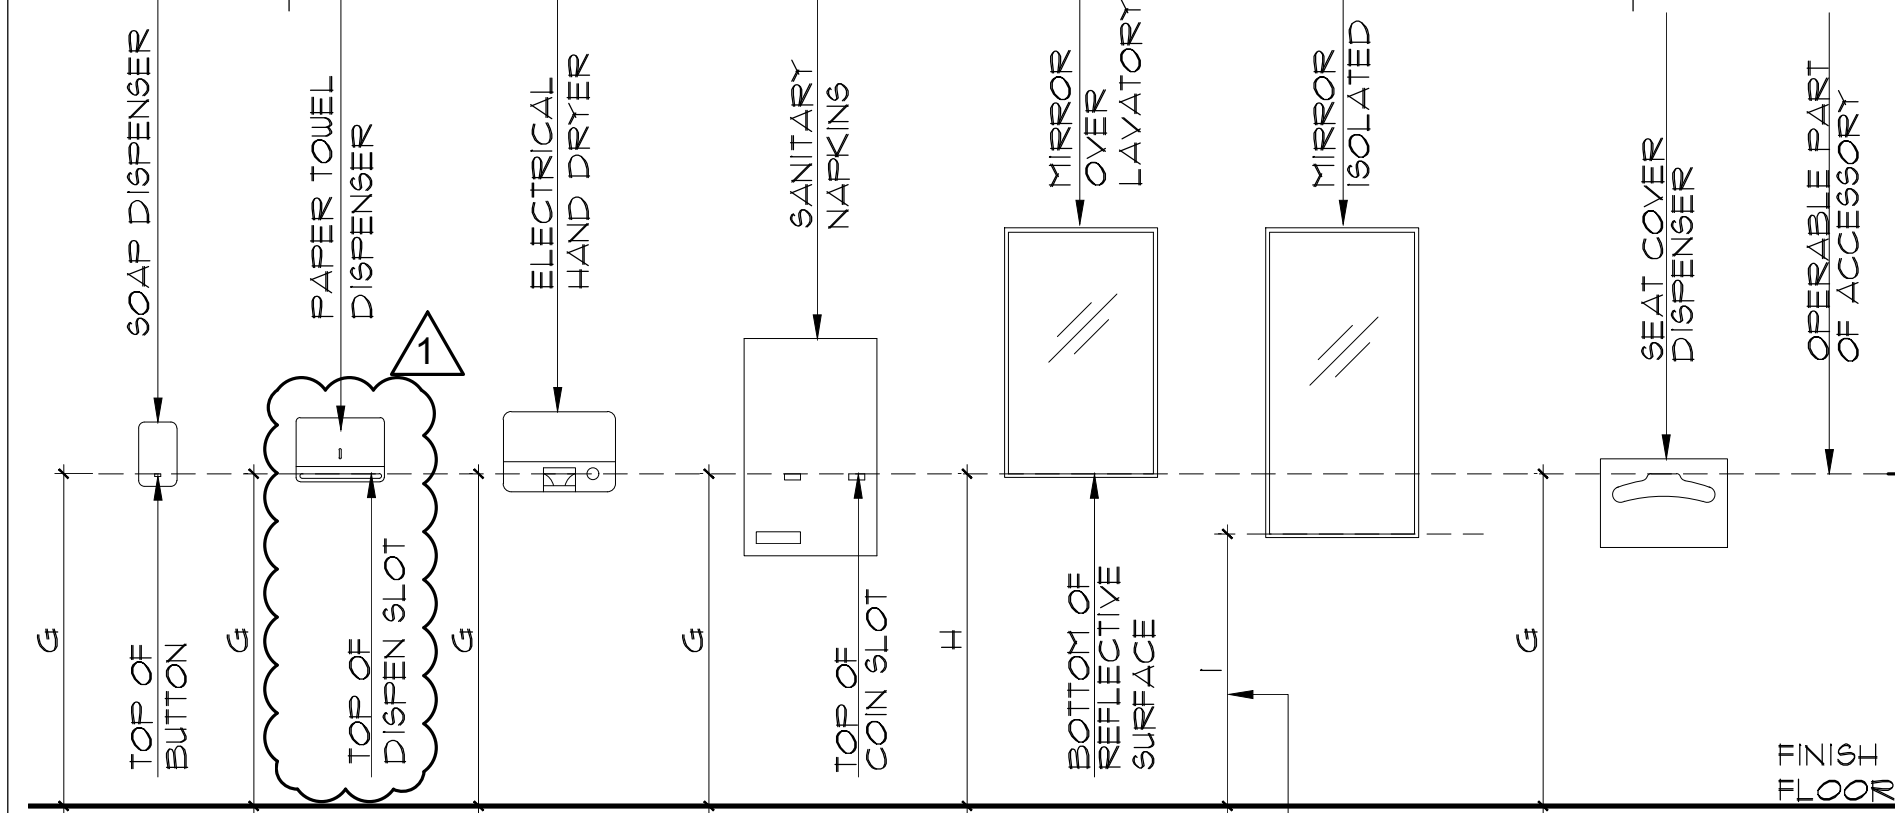 SOAP DISPENSER
PAPER TOWEL
DISPENSER
ELECTRICAL
HAND DRYER
SANITARY
NAPKINS
MIRROR
OVER
LAVATORY
MIRROR
ISOLATED
SEAT COVER
DISPENSER
OPERABLE PART
OF ACCESSORY
1
G
TOP OF
BUTTON
G
TOP OF
DISPEN SLOT
G
G
TOP OF
COIN SLOT
H
BOTTOM OF
REFLECTIVE
SURFACE
I
G
FINISH
FLOOR